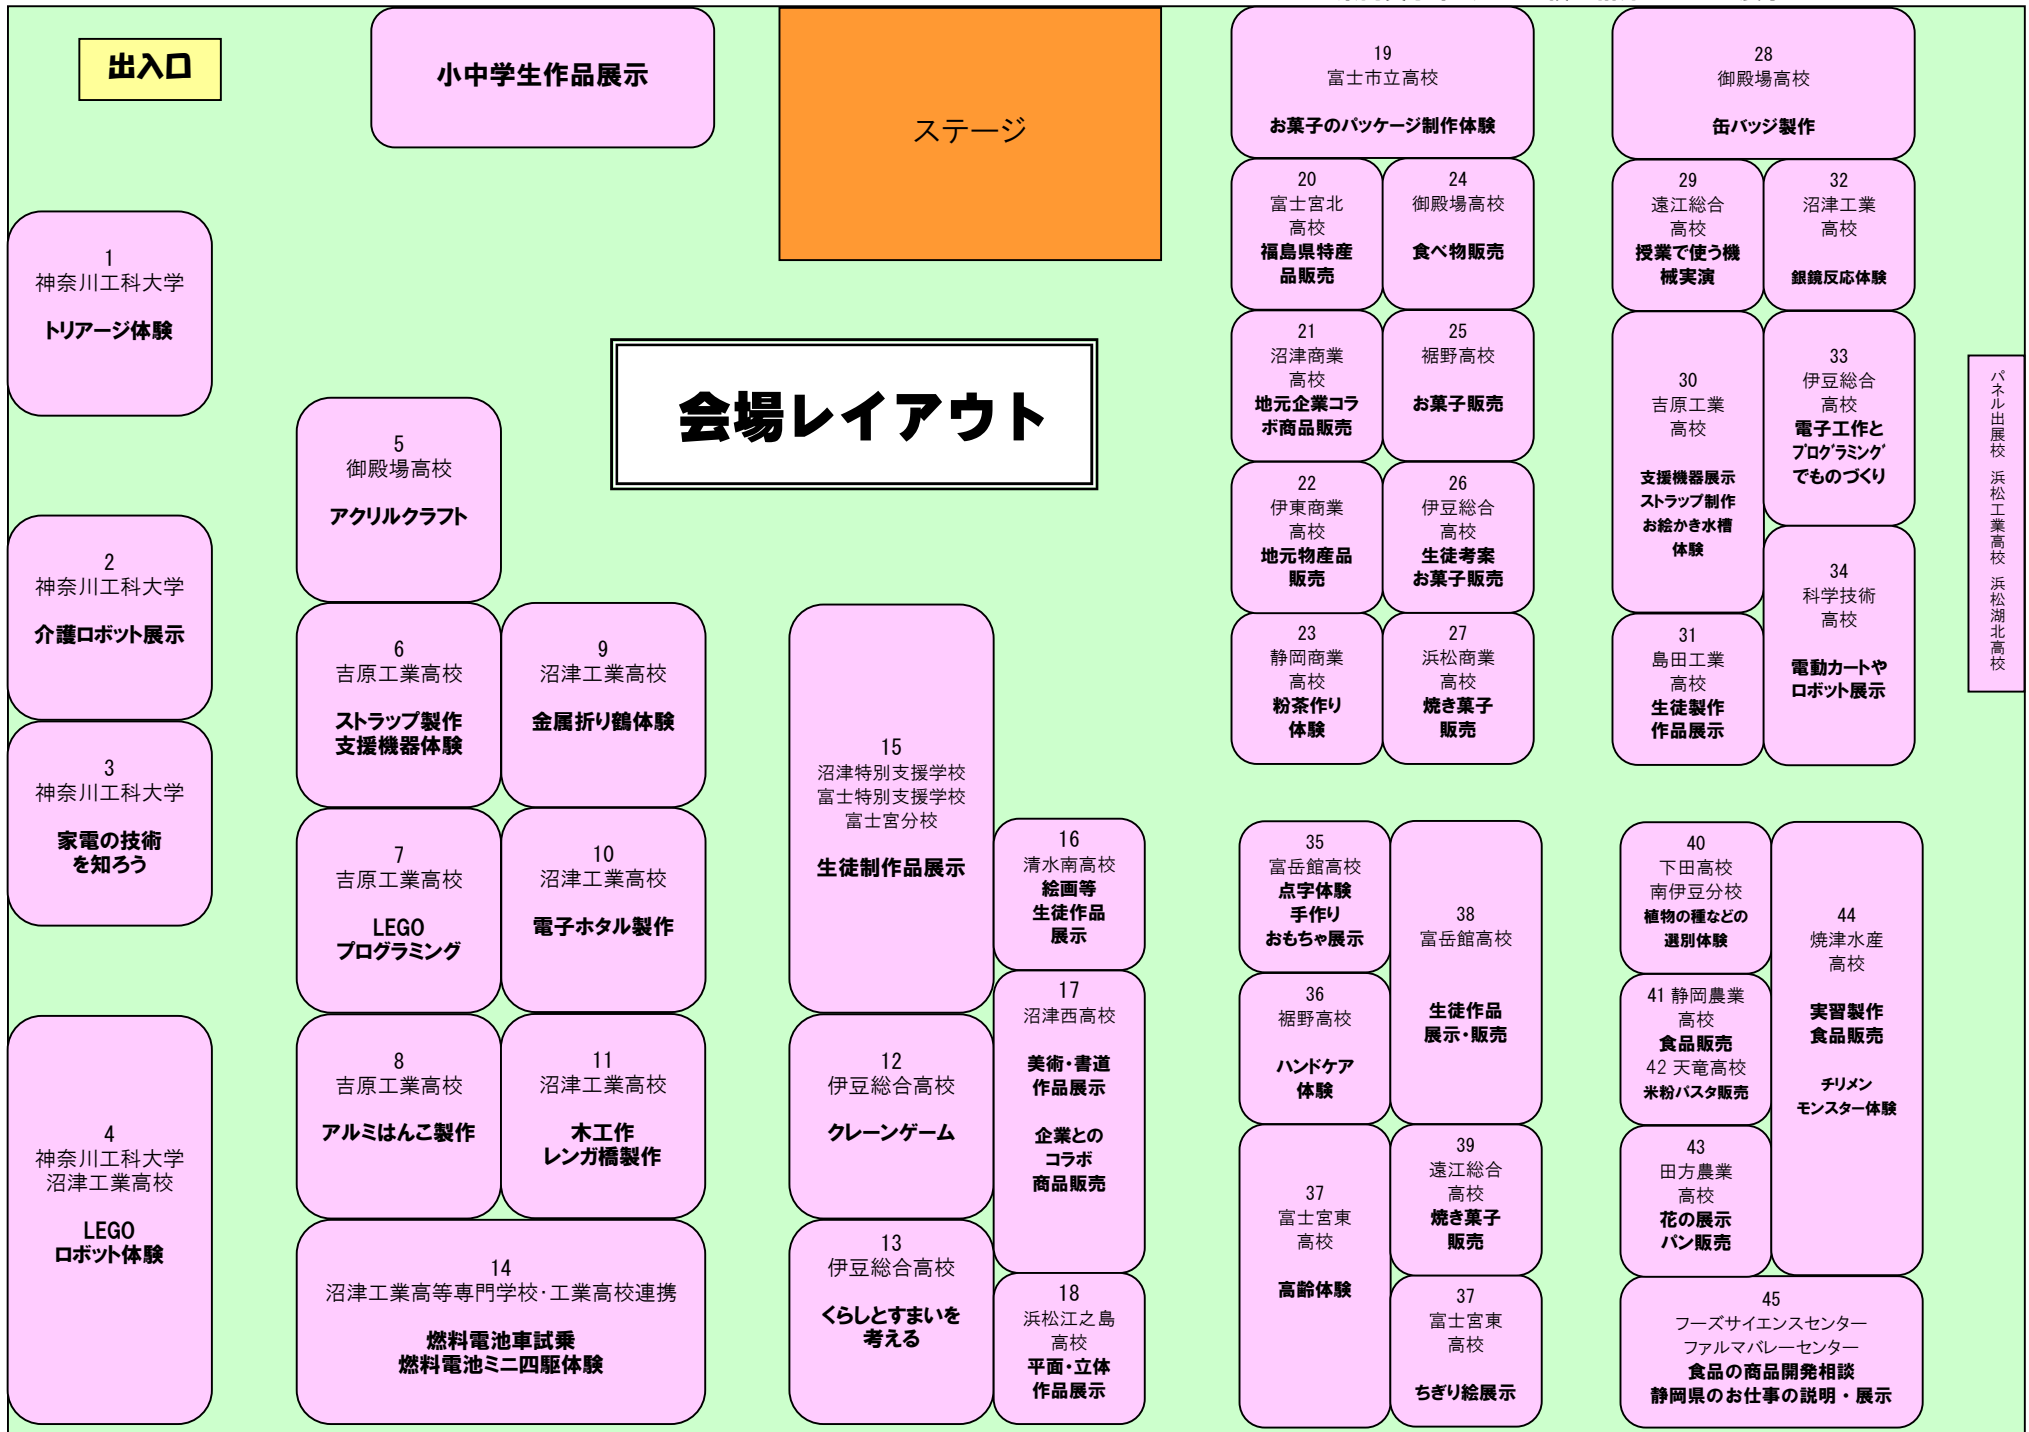 出入口
小中学生作品展示
ステージ
会場レイアウト
1
神奈川工科大学
トリアージ体験
2
神奈川工科大学
介護ロボット展示
3
神奈川工科大学
家電の技術
を知ろう
4
神奈川工科大学
沼津工業高校
LEGO
ロボット体験
5
御殿場高校
アクリルクラフト
6
吉原工業高校
ストラップ製作
支援機器体験
7
吉原工業高校
LEGO
プログラミング
8
吉原工業高校
アルミはんこ製作
9
沼津工業高校
金属折り鶴体験
10
沼津工業高校
電子ホタル製作
11
沼津工業高校
木工作
レンガ橋製作
14
沼津工業高等専門学校・工業高校連携
燃料電池車試乗
燃料電池ミニ四駆体験
15
沼津特別支援学校
富士特別支援学校
富士宮分校
生徒制作品展示
12
伊豆総合高校
クレーンゲーム
13
伊豆総合高校
くらしとすまいを
考える
16
清水南高校
絵画等
生徒作品
展示
17
沼津西高校
美術・書道
作品展示
企業との
コラボ
商品販売
18
浜松江之島
高校
平面・立体
作品展示
19
富士市立高校
お菓子のパッケージ制作体験
20
富士宮北
高校
福島県特産
品販売
21
沼津商業
高校
地元企業コラ
ボ商品販売
22
伊東商業
高校
地元物産品
販売
23
静岡商業
高校
粉茶作り
体験
24
御殿場高校
食べ物販売
25
裾野高校
お菓子販売
26
伊豆総合
高校
生徒考案
お菓子販売
27
浜松商業
高校
焼き菓子
販売
28
御殿場高校
缶バッジ製作
29
遠江総合
高校
授業で使う機
械実演
30
吉原工業
高校
支援機器展示
ストラップ制作
お絵かき水槽
体験
31
島田工業
高校
生徒製作
作品展示
32
沼津工業
高校
銀鏡反応体験
33
伊豆総合
高校
電子工作と
プログラミング
でものづくり
34
科学技術
高校
電動カートや
ロボット展示
パネル出展校 浜松工業高校 浜松湖北高校
35
富岳館高校
点字体験
手作り
おもちゃ展示
36
裾野高校
ハンドケア
体験
37
富士宮東
高校
高齢体験
38
富岳館高校
生徒作品
展示・販売
39
遠江総合
高校
焼き菓子
販売
37
富士宮東
高校
ちぎり絵展示
40
下田高校
南伊豆分校
植物の種などの
選別体験
41 静岡農業
高校
食品販売
42 天竜高校
米粉パスタ販売
43
田方農業
高校
花の展示
パン販売
44
焼津水産
高校
実習製作
食品販売
チリメン
モンスター体験
45
フーズサイエンスセンター
ファルマバレーセンター
食品の商品開発相談
静岡県のお仕事の説明・展示